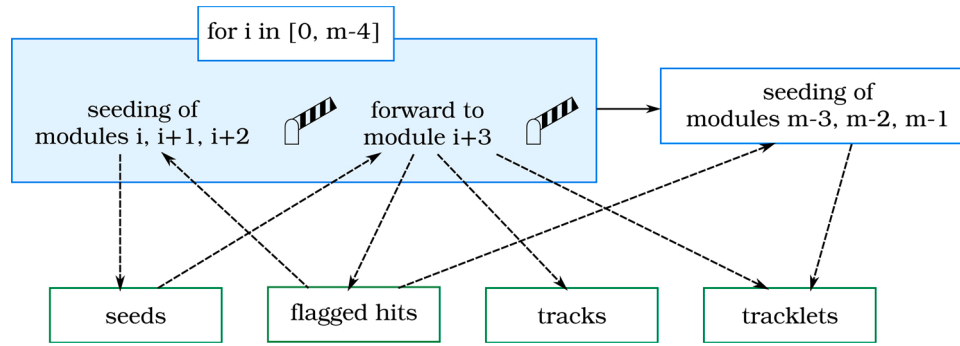 for i in [0, m-4]
seeding of
modules i, i+1, i+2
forward to
module i+3
seeding of
modules m-3, m-2, m-1
seeds
flagged hits
tracks
tracklets